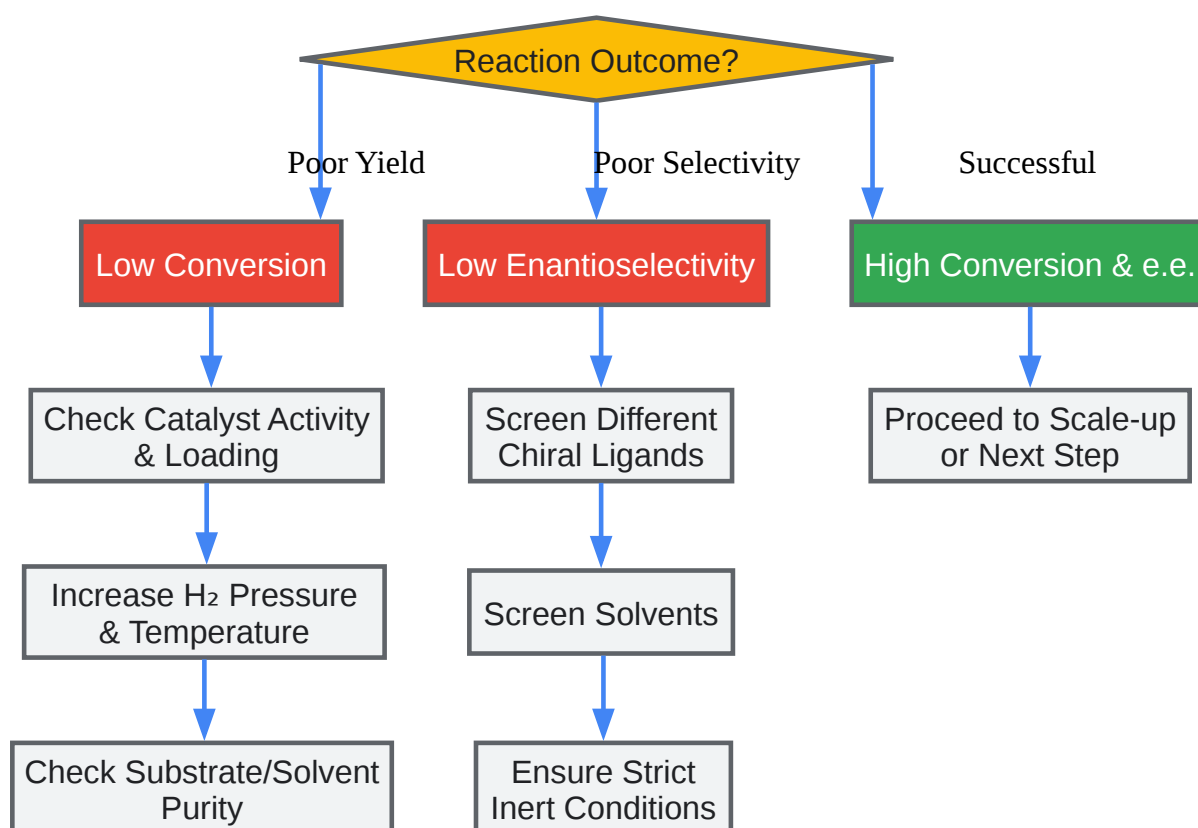 Reaction Outcome?
Poor Yield
Poor Selectivity
Successful
Low Conversion
Low Enantioselectivity
High Conversion & e.e.
Check Catalyst Activity
& Loading
Screen Different
Chiral Ligands
Proceed to Scale-up
or Next Step
Increase H₂ Pressure
& Temperature
Screen Solvents
Check Substrate/Solvent
Purity
Ensure Strict
Inert Conditions